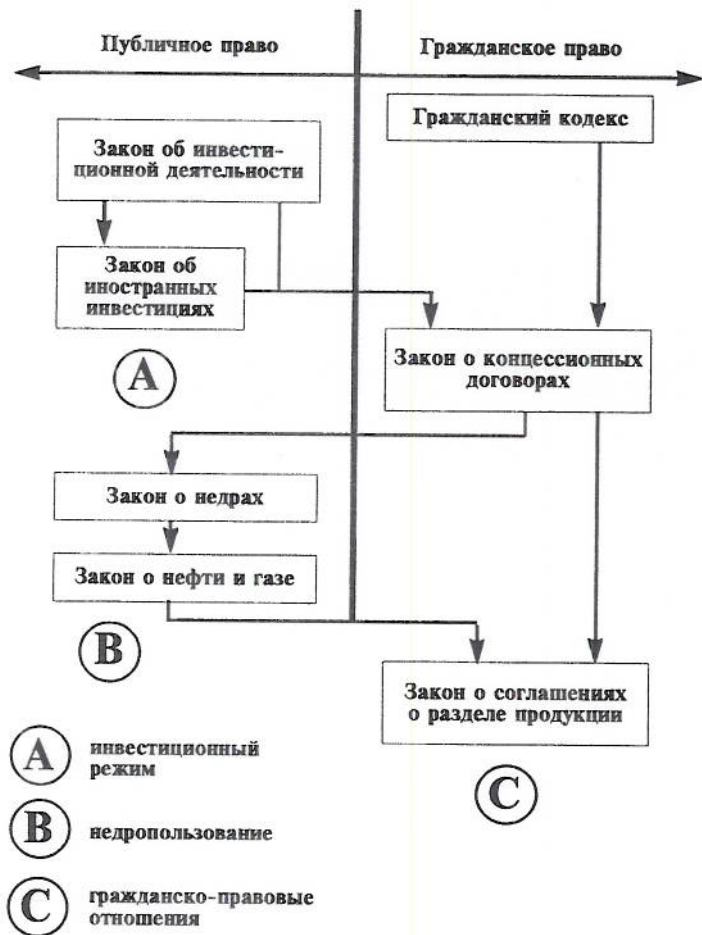 Публичное право
Гражданское право
Гражданский кодекс
Закон об инвести-
ционной деятельности
Закон об
иностранных
инвестициях
A
Закон о концессионных
договорах
Закон о недрах
Закон о нефти и газе
B
Закон о соглашениях
о разделе продукции
C
A
инвестиционный
режим
B
недропользование
C
гражданско-правовые
отношения